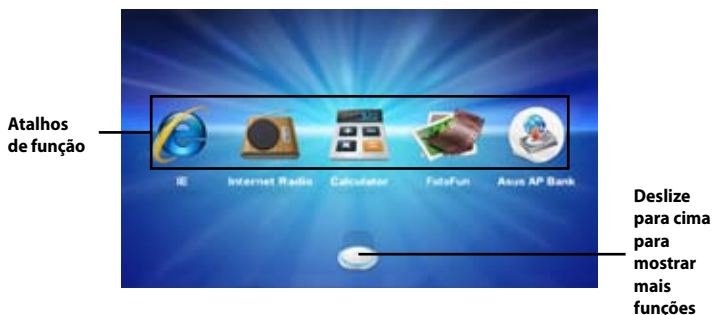 Atalhos
de função
IE
Internet Radio
Calculator
FotoFun
Asus AP Bank
Deslize
para cima
para
mostrar
mais
funções